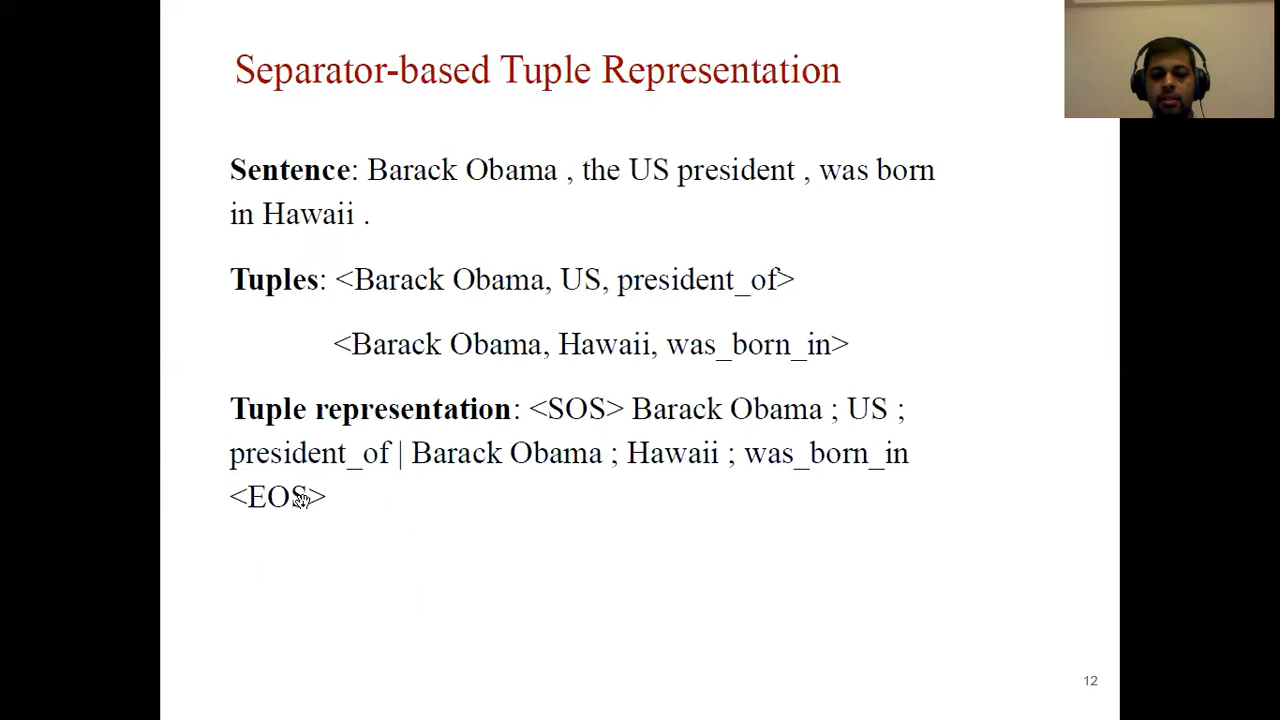 Separator-based Tuple Representation
Sentence: Barack Obama , the US president , was born
in Hawaii .
Tuples: <Barack Obama, US, president_of>
<Barack Obama, Hawaii, was_born_in>
Tuple representation: <SOS> Barack Obama ; US ;
president_of | Barack Obama ; Hawaii ; was_born_in
<EOS>
12